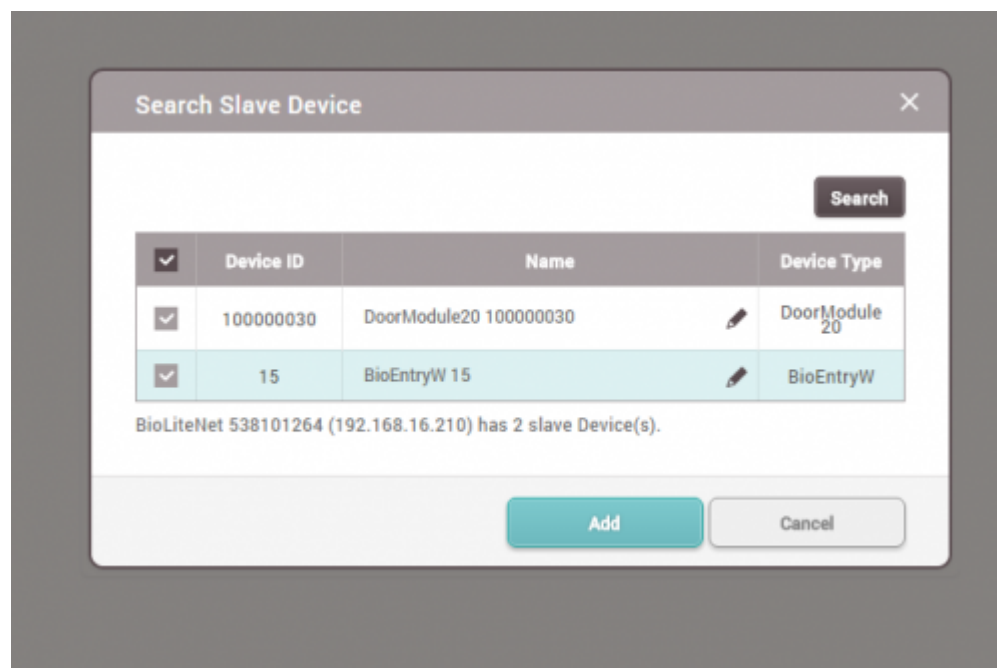 Search Slave Device
Search
Device ID Name Device Type
100000030 DoorModule20 100000030 DoorModule
20
15 BioEntryW 15 BioEntryW
BioLiteNet 538101264 (192.168.16.210) has 2 slave Device(s).
Add Cancel